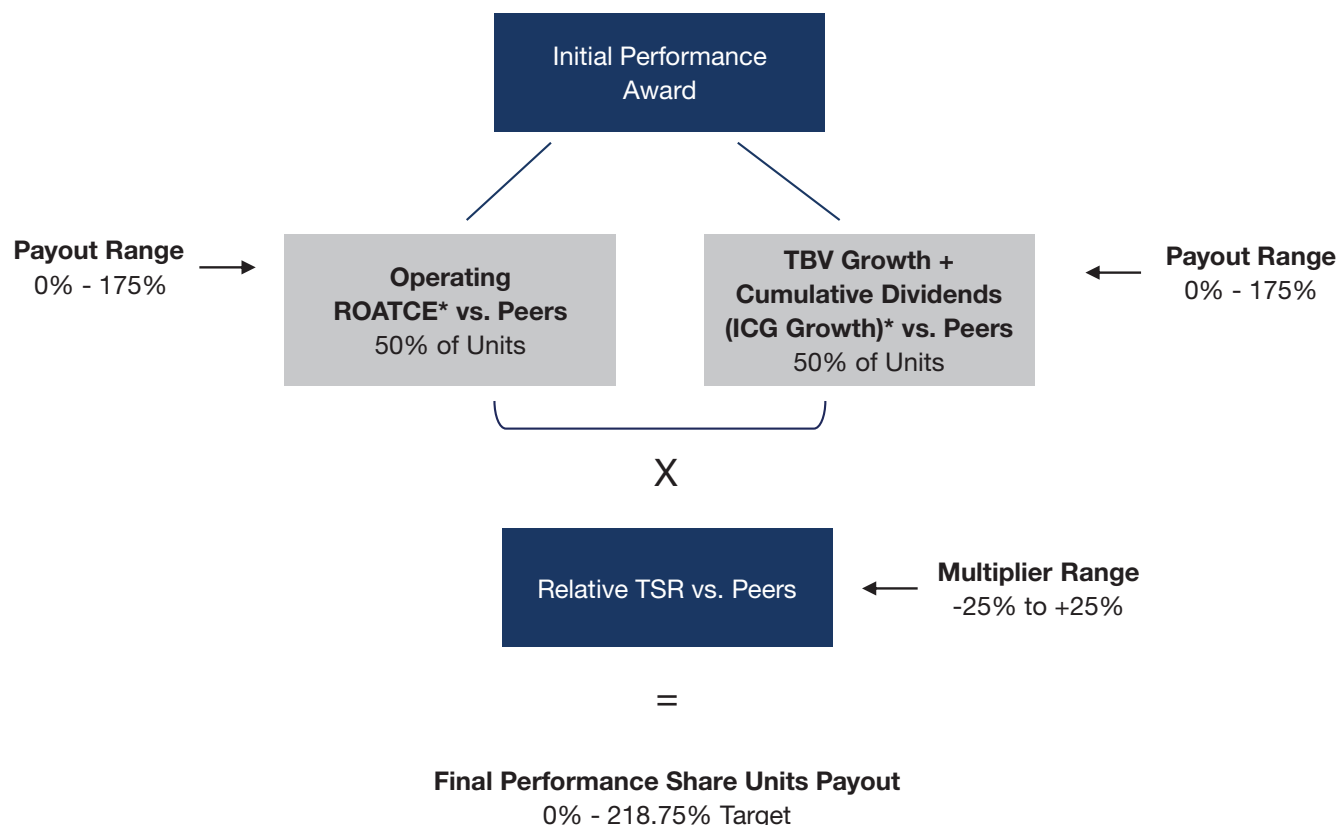 Initial Performance
Award
Payout Range
0% - 175%
Operating
ROATCE* vs. Peers
50% of Units
TBV Growth +
Cumulative Dividends
(ICG Growth)* vs. Peers
50% of Units
Payout Range
0% - 175%
X
Relative TSR vs. Peers
Multiplier Range
-25% to +25%
=
Final Performance Share Units Payout
0% - 218.75% Target